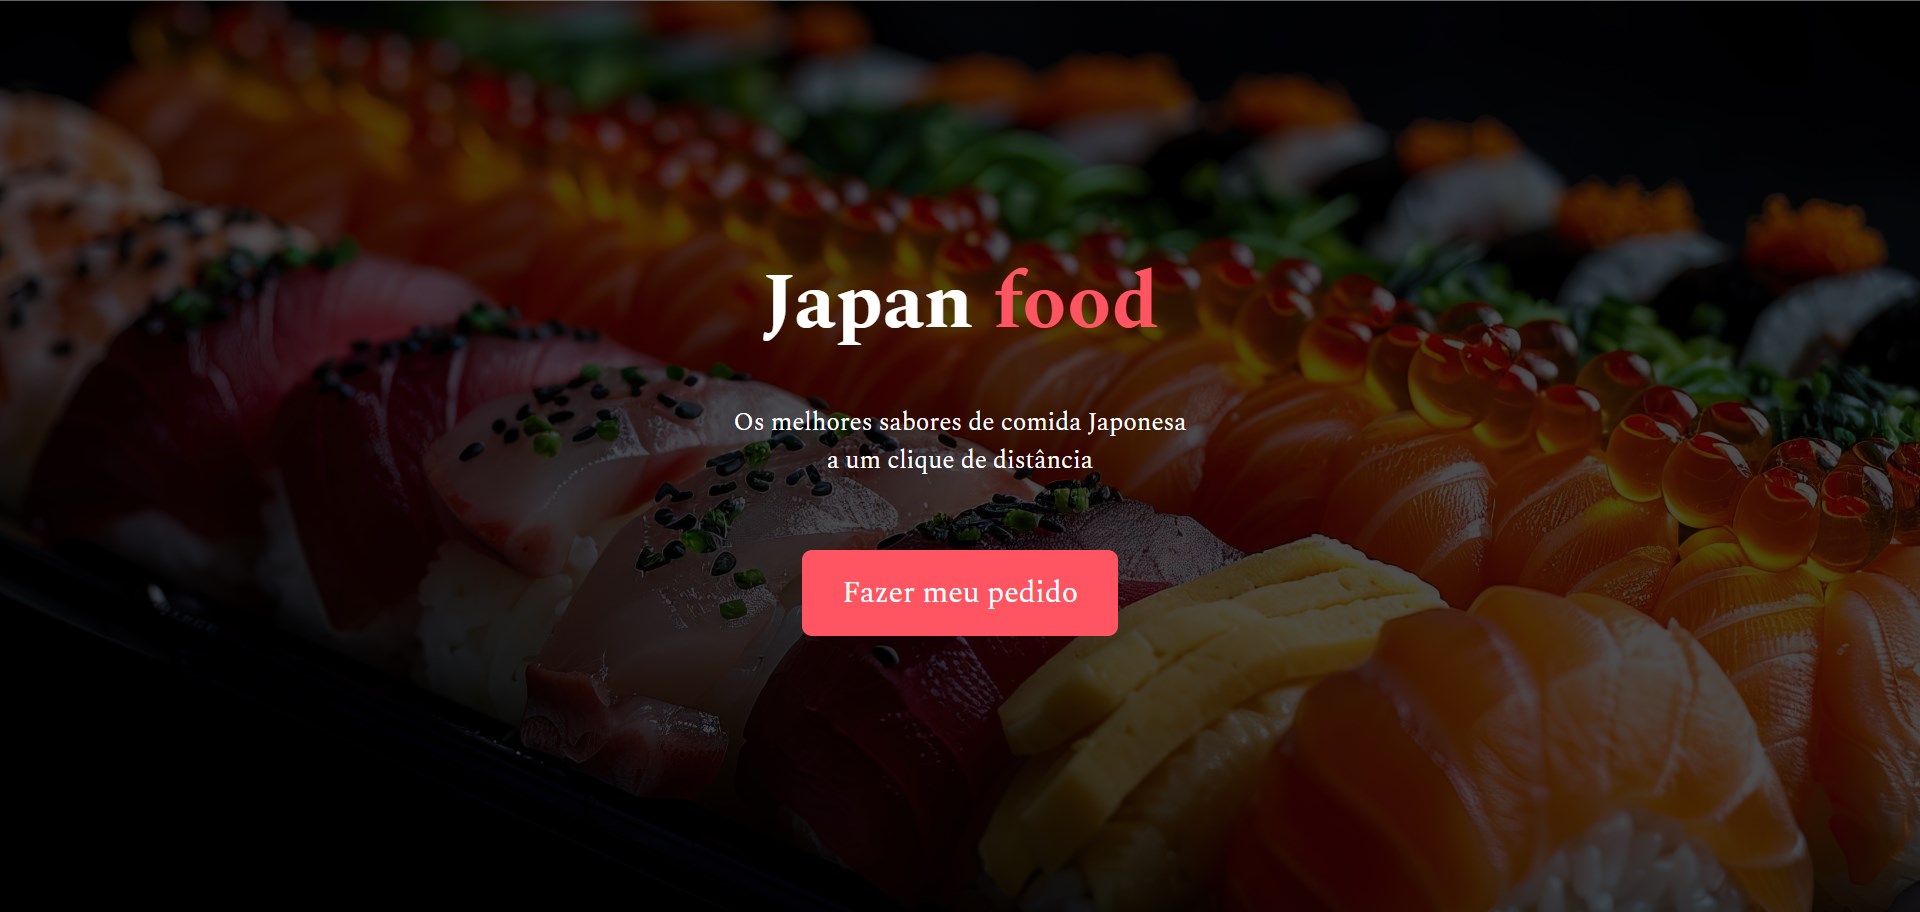 Japan food
Os melhores sabores de comida Japonesa
a um clique de distância
Fazer meu pedido